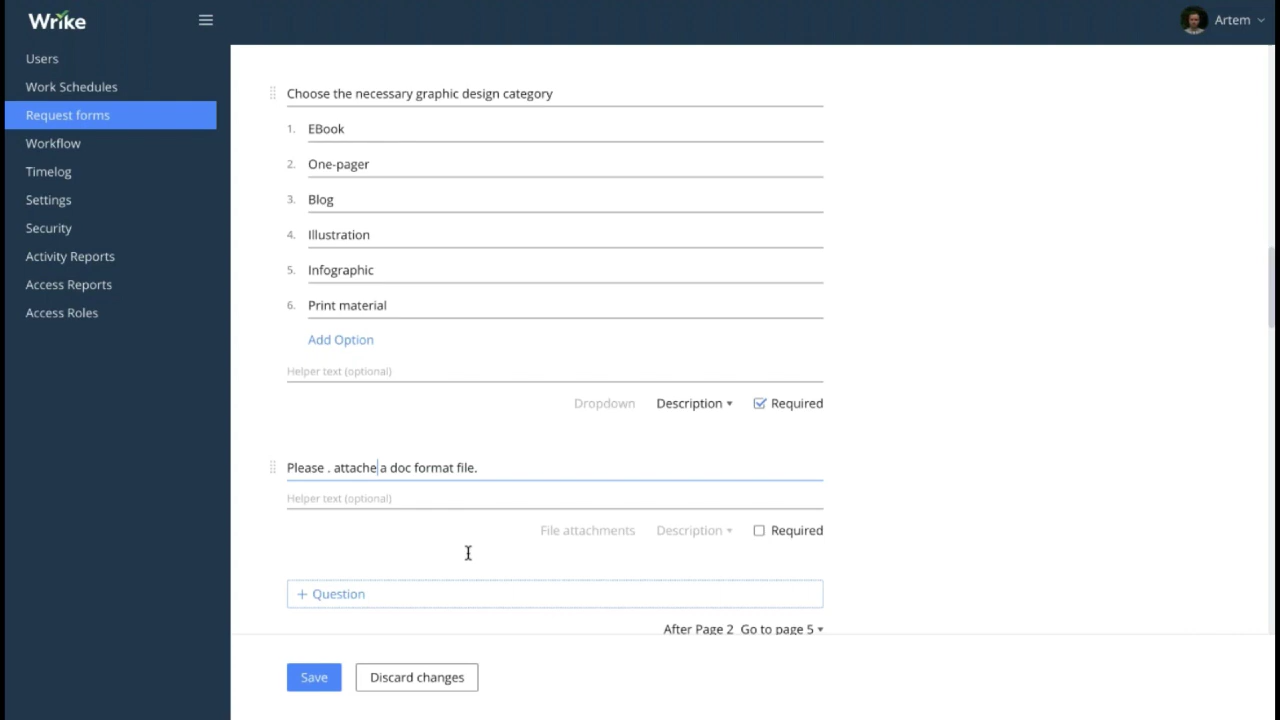 Wrike
Artem
Users
Work Schedules
Request forms
Workflow
Timelog
Settings
Security
Activity Reports
Access Reports
Access Roles
Choose the necessary graphic design category
1. EBook
2. One-pager
3. Blog
4. Illustration
5. Infographic
6. Print material
Add Option
Helper text (optional)
Dropdown Description Required
Please . attache a doc format file.
Helper text (optional)
File attachments Description Required
+ Question
After Page 2 Go to page 5
Save Discard changes